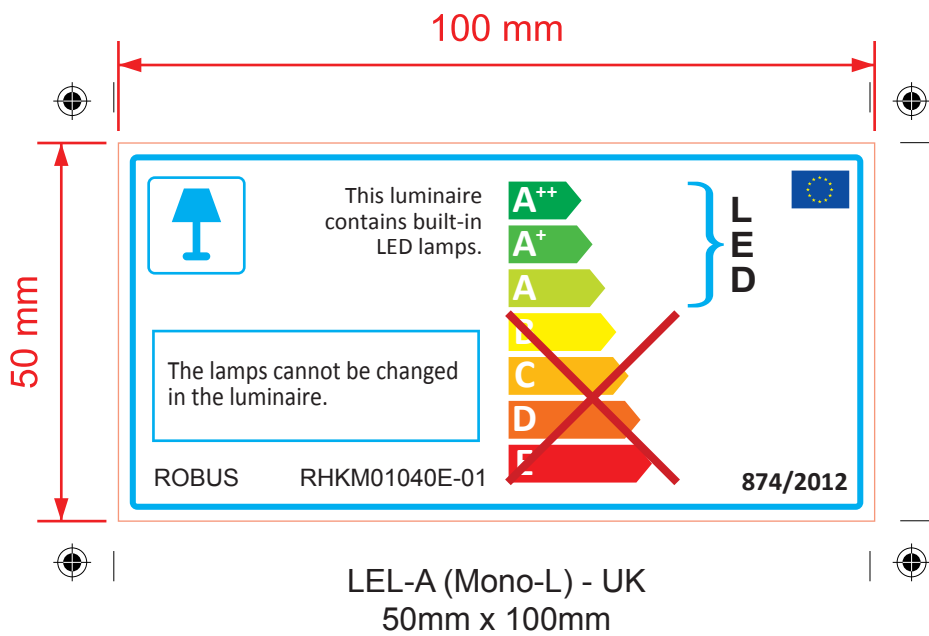 100 mm
50 mm
This luminaire
contains built-in
LED lamps.
A++
A+
A
B
C
D
E
L
E
D
The lamps cannot be changed
in the luminaire.
ROBUS RHKM01040E-01
874/2012
LEL-A (Mono-L) - UK
50mm x 100mm